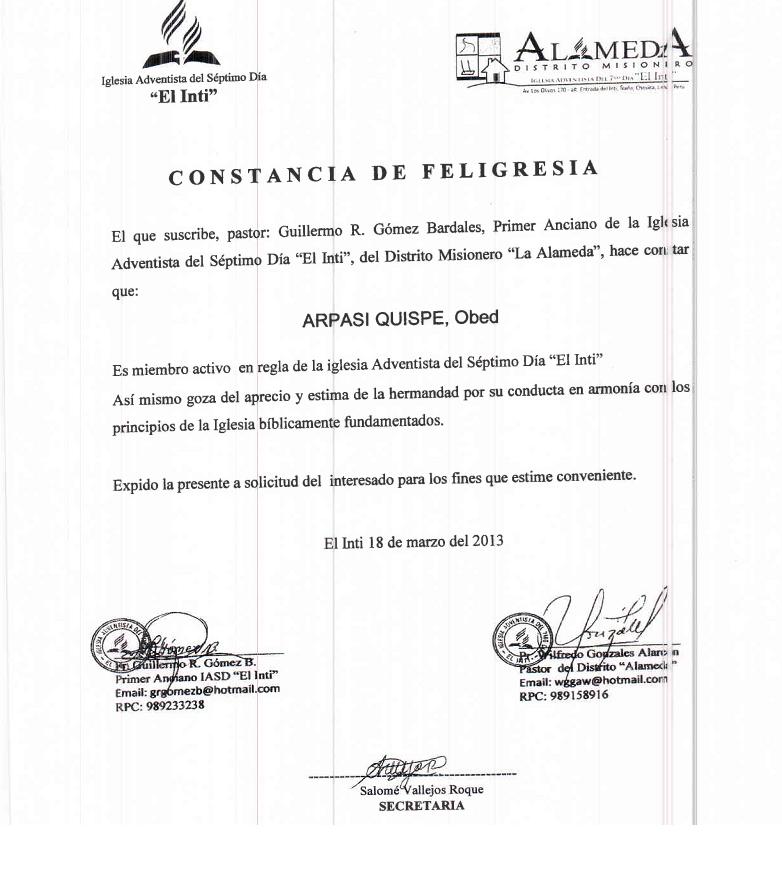 Iglesia Adventista del Séptimo Día
“El Inti”
ALAMEDA
DISTRITO MISIONERO
IGLESIA ADVENTISTA DEL 7mo DIA "El Inti"
CONSTANCIA DE FELIGRESIA
El que suscribe, pastor: Guillermo R. Gómez Bardales, Primer Anciano de la Iglesia
Adventista del Séptimo Día “El Inti”, del Distrito Misionero “La Alameda”, hace constar
que:
ARPASI QUISPE, Obed
Es miembro activo en regla de la iglesia Adventista del Séptimo Día “El Inti”
Así mismo goza del aprecio y estima de la hermandad por su conducta en armonía con los
principios de la Iglesia bíblicamente fundamentados.
Expido la presente a solicitud del interesado para los fines que estime conveniente.
El Inti 18 de marzo del 2013
Pr. Guillermo R. Gómez B.
Primer Anciano IASD “El Inti”
Email: grgomezb@hotmail.com
RPC: 989233238
Pr. Wilfredo Gonzales Alarcon
Pastor del Distrito “Alameda”
Email: wggaw@hotmail.com
RPC: 989158916
Salomé Vallejos Roque
SECRETARIA